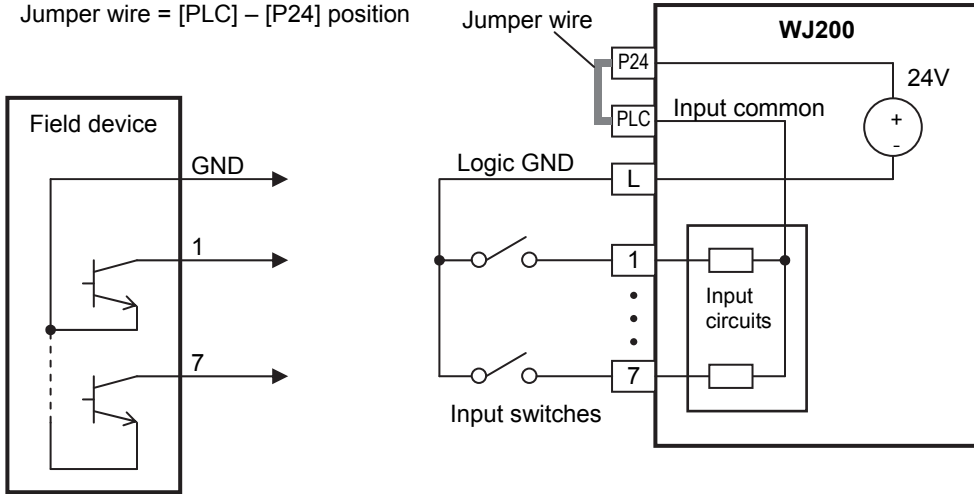 Jumper wire = [PLC] – [P24] position
Field device
GND
1
7
Jumper wire
WJ200
P24
24V
PLC
Input common
+
-
Logic GND
L
1
Input
circuits
7
Input switches